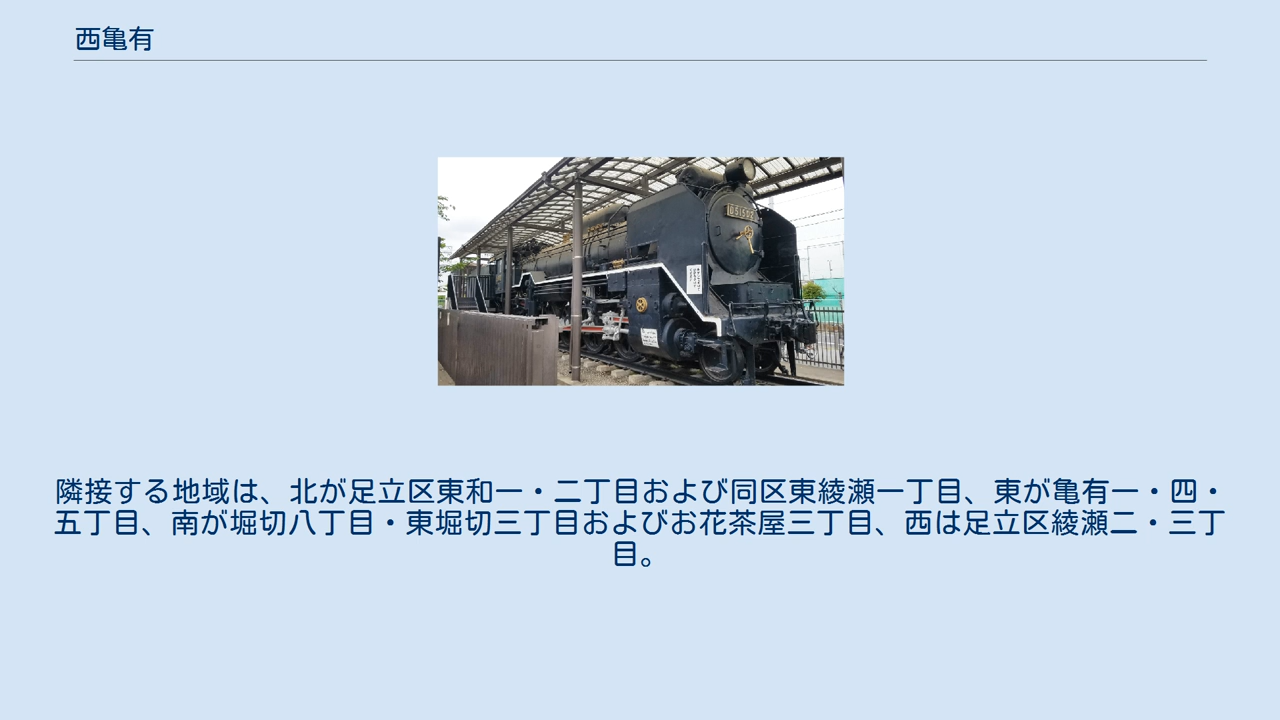 西亀有
D51502
隣接する地域は、北が足立区東和一・二丁目および同区東綾瀬一丁目、東が亀有一・四・
五丁目、南が堀切八丁目・東堀切三丁目およびお花茶屋三丁目、西は足立区綾瀬二・三丁
目。